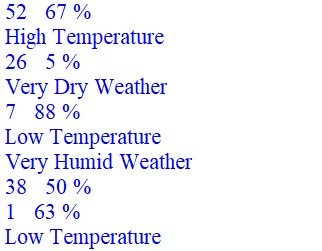 52   67 %
High Temperature
26   5 %
Very Dry Weather
7   88 %
Low Temperature
Very Humid Weather
38   50 %
1   63 %
Low Temperature